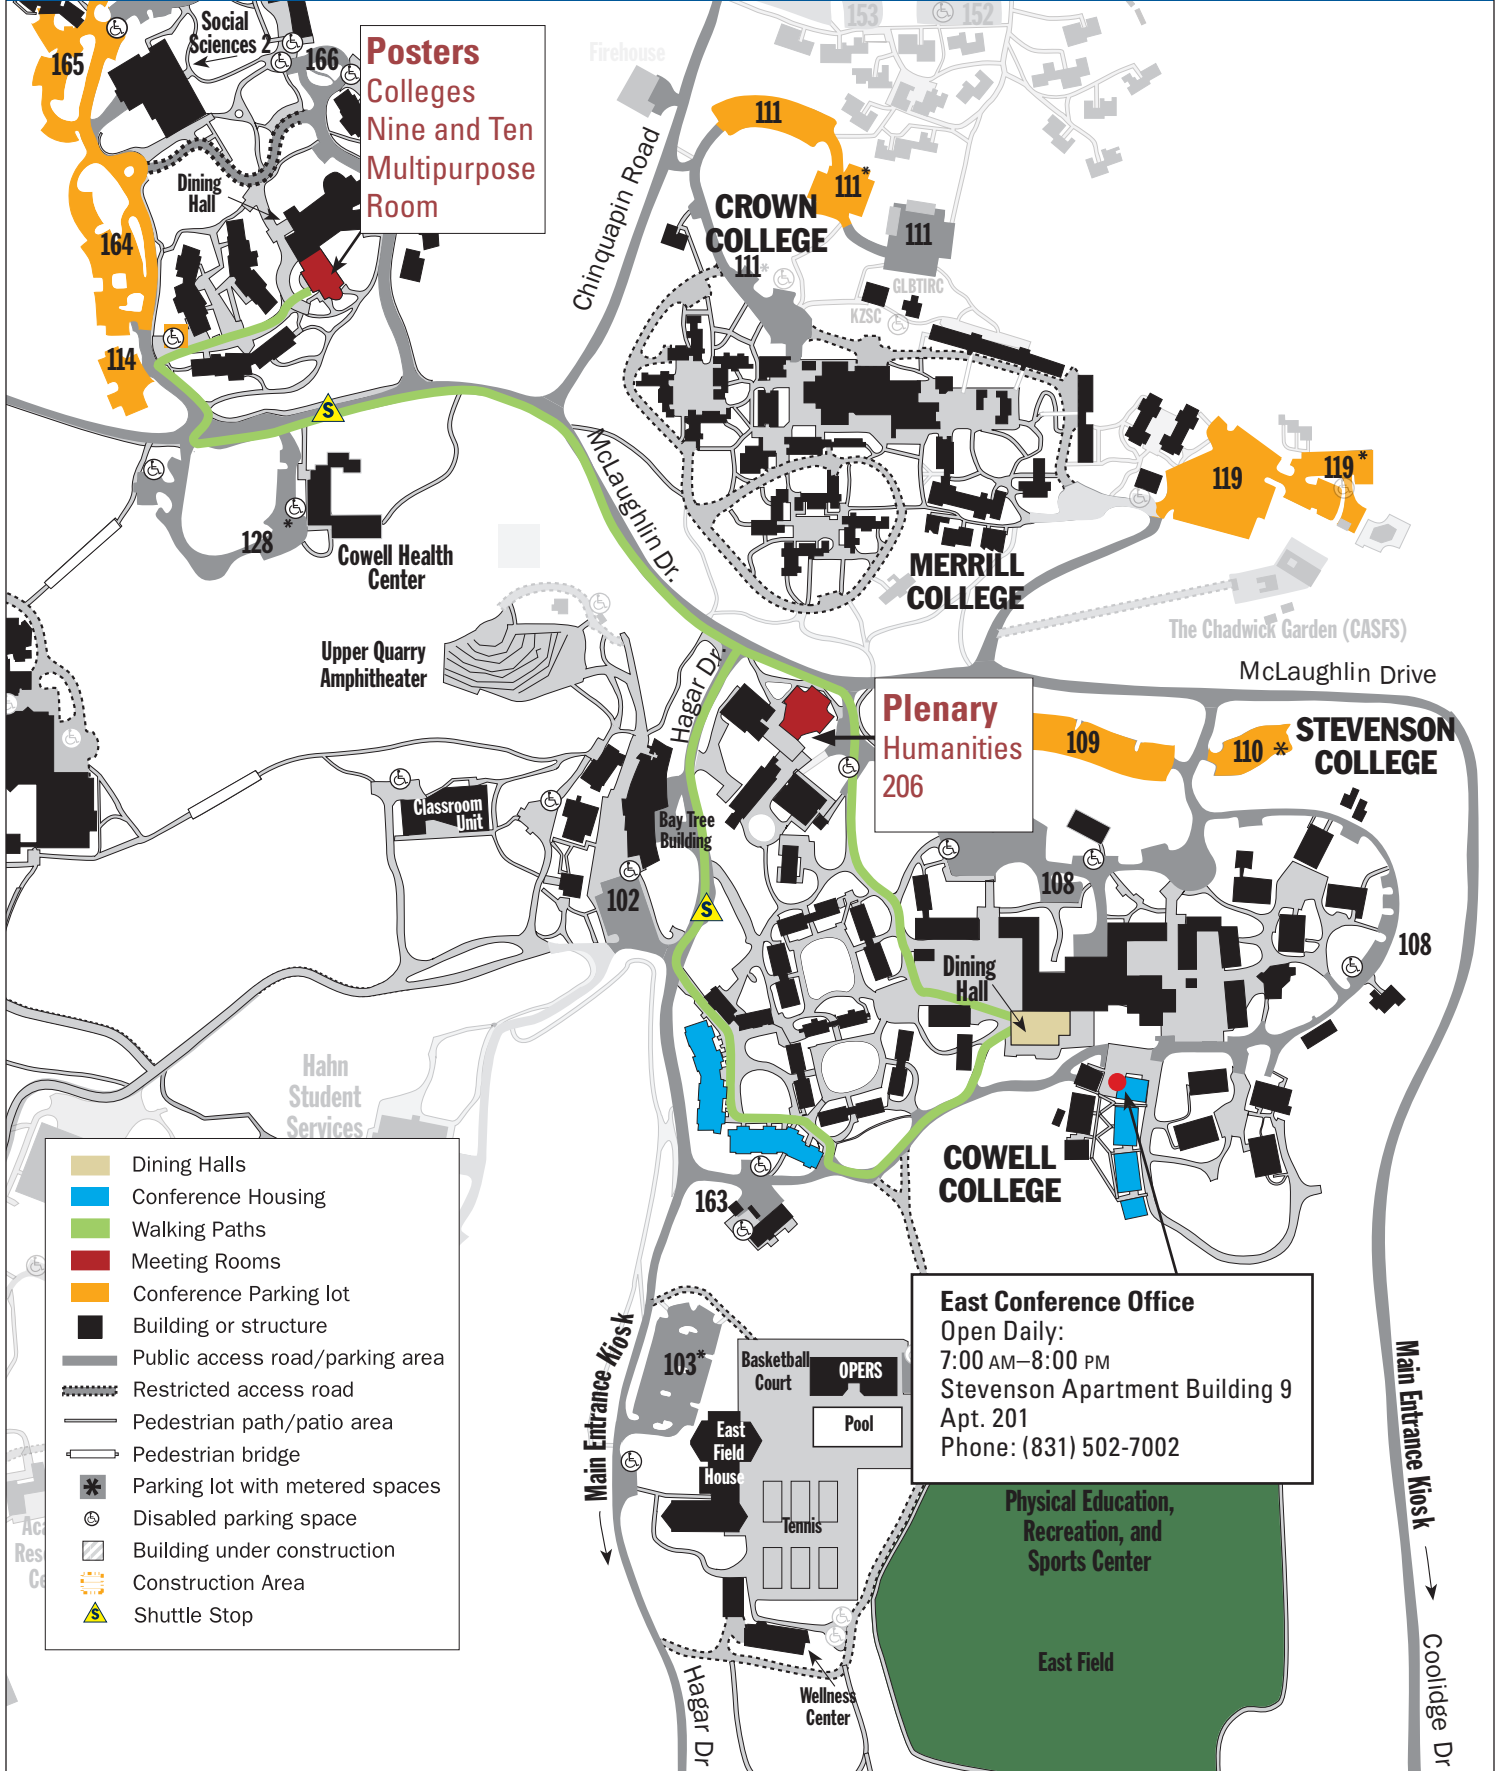 153
152
Social
Sciences 2
165
166
Firehouse
Posters
Colleges
Nine and Ten
Multipurpose
Room
111
111*
111
Chinquapin Road
CROWN
COLLEGE
111*
Dining
Hall
164
GLBTIRC
KZSC
114
S
McLaughlin Dr.
119
119*
*
128
Cowell Health
Center
MERRILL
COLLEGE
The Chadwick Garden (CASFS)
Upper Quarry
Amphitheater
Hagar Dr.
McLaughlin Drive
Plenary
Humanities
206
109
110 *
STEVENSON
COLLEGE
Classroom
Unit
Bay Tree
Building
102
S
108
108
Dining
Hall
Hahn
Student
Services
COWELL
COLLEGE
163
Dining Halls
Conference Housing
Walking Paths
Meeting Rooms
Conference Parking lot
Building or structure
Public access road/parking area
Restricted access road
Pedestrian path/patio area
Pedestrian bridge
* Parking lot with metered spaces
Disabled parking space
Building under construction
Construction Area
S Shuttle Stop
East Conference Office
Open Daily:
7:00 AM–8:00 PM
Stevenson Apartment Building 9
Apt. 201
Phone: (831) 502-7002
Main Entrance Kiosk
103*
Basketball
Court
OPERS
Pool
East
Field
House
Tennis
Main Entrance Kiosk
Physical Education,
Recreation, and
Sports Center
East Field
Wellness
Center
Hagar Dr
Coolidge Dr